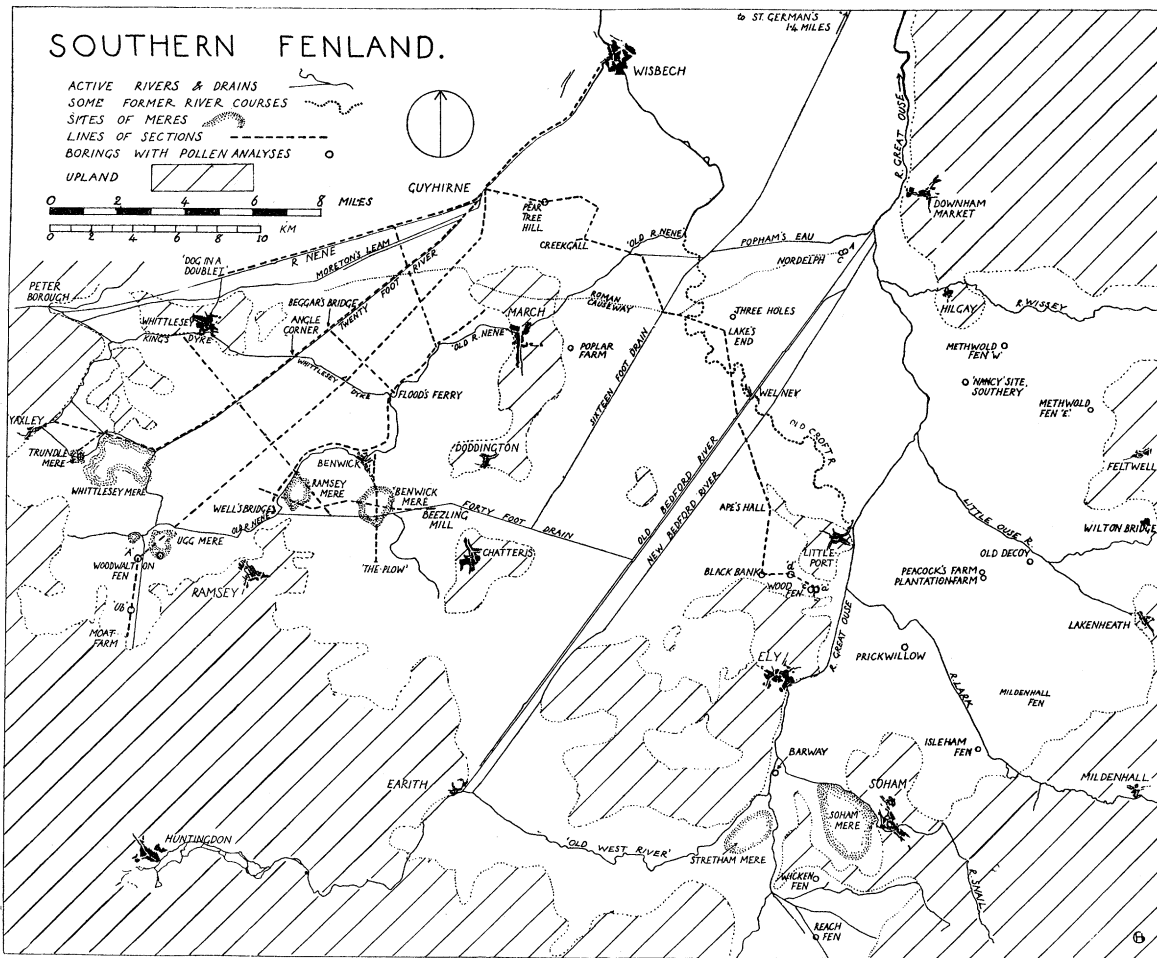 SOUTHERN FENLAND.
ACTIVE RIVERS & DRAINS
SOME FORMER RIVER COURSES
SITES OF MERES
LINES OF SECTIONS
BORINGS WITH POLLEN ANALYSES
UPLAND
0 2 4 6 8 MILES
0 2 4 6 8 10 KM
to ST. GERMAN'S
1¼ MILES
WISBECH
R. GREAT OUSE
DOWNHAM
MARKET
GUYHIRNE
PEAR
TREE
HILL
CREEKGALL
'OLD R. NENE'
POPHAM'S EAU
NORDELPH
A
'DOG IN A
DOUBLET'
R. NENE
MORETON'S LEAM
TWENTY FOOT RIVER
PETER
BOROUGH
WHITTLESEY
KING'S DYKE
BEGGAR'S BRIDGE
ANGLE
CORNER
WHITTLESEY DYKE
'OLD R. NENE'
MARCH
ROMAN
CAUSEWAY
THREE HOLES
LAKE'S
END
HILGAY
R. WISSEY
POPLAR
FARM
METHWOLD
FEN 'W'
'NANCY' SITE,
SOUTHERY
METHWOLD
FEN 'E'
FLOOD'S FERRY
SIXTEEN FOOT DRAIN
WELNEY
OLD CROFT R.
YAXLEY
TRUNDLE
MERE
WHITTLESEY MERE
BENWICK
RAMSEY
MERE
DODDINGTON
FELTWELL
WELL'S BRIDGE
OLD R. NENE
BENWICK
MERE
BEEZLING
MILL
FORTY FOOT DRAIN
OLD BEDFORD RIVER
NEW BEDFORD RIVER
APE'S HALL
LITTLE OUSE R.
WILTON BRIDGE
UGG MERE
'A'
WOODWALTON
FEN
RAMSEY
'THE PLOW'
CHATTERIS
LITTLE
PORT
OLD DECOY
BLACK BANK
'd'
WOOD
FEN
'a'
PEACOCK'S FARM
PLANTATION FARM
'UB'
MOAT
FARM
LAKENHEATH
ELY
R. GREAT OUSE
PRICKWILLOW
R. LARK
MILDENHALL
FEN
ISLEHAM
FEN
BARWAY
EARITH
SOHAM
MILDENHALL
SOHAM
MERE
HUNTINGDON
'OLD WEST RIVER'
STRETHAM MERE
WICKEN
FEN
R. SNAIL
REACH
FEN